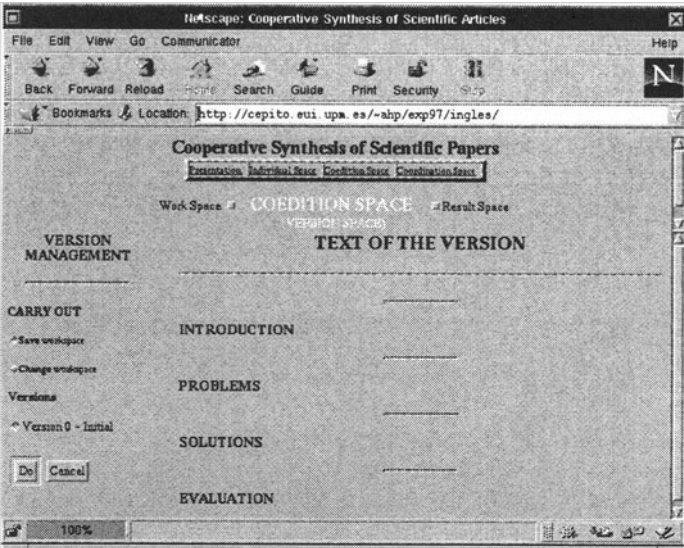 Netscape: Cooperative Synthesis of Scientific Articles
File Edit View Go Communicator Help
Back Forward Reload Home Search Guide Print Security Stop
N
Bookmarks Location: http://cepito.eui.upm.es/~ahp/exp97/ingles/
Cooperative Synthesis of Scientific Papers
Presentation Individual Space Coedition Space Coordination Space
Work Space COEDITION SPACE Result Space
(VERSION SPACE)
VERSION MANAGEMENT
TEXT OF THE VERSION
CARRY OUT
Save workspace
Change workspace
Versions
Version 0 - Initial
Do Cancel
INTRODUCTION
PROBLEMS
SOLUTIONS
EVALUATION
100%